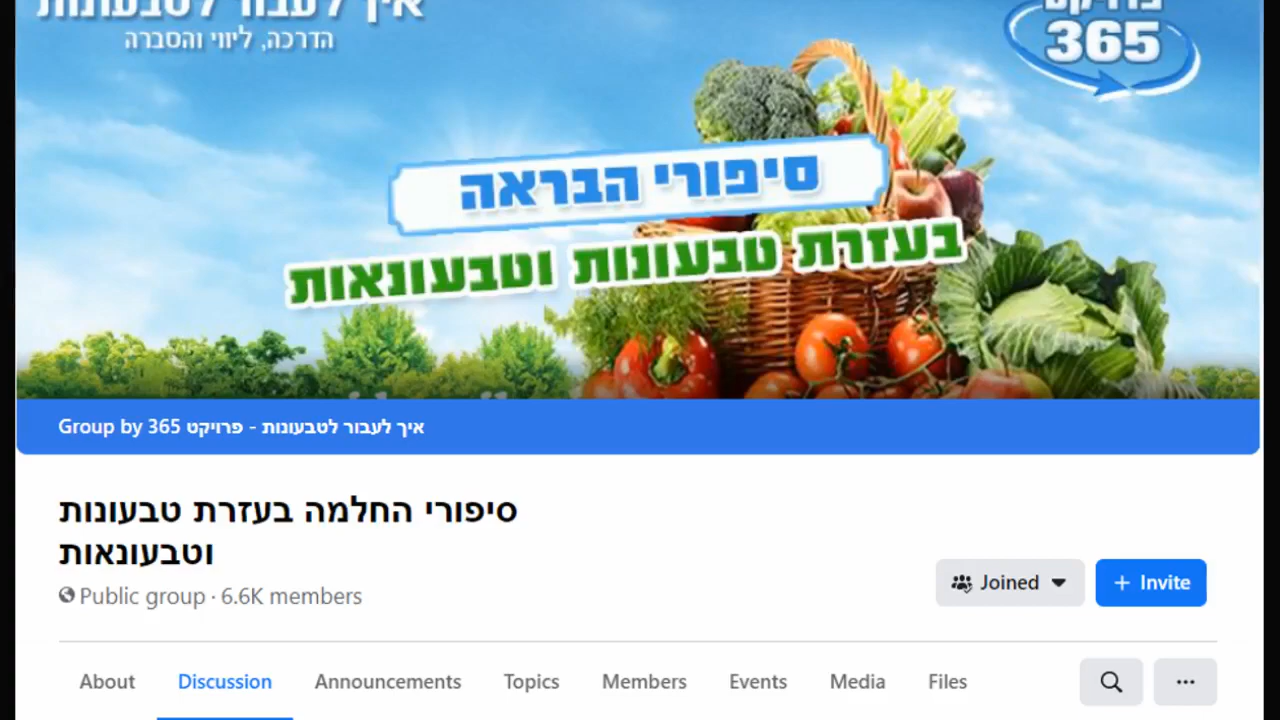 איך לעבור לטבעונות
הדרכה, ליווי והסברה
פרויקט
365
סיפורי הבראה
בעזרת טבעונות וטבעונאות
Group by איך לעבור לטבעונות - פרויקט 365
סיפורי החלמה בעזרת טבעונות
וטבעונאות
Public group · 6.6K members
Joined
+ Invite
About Discussion Announcements Topics Members Events Media Files